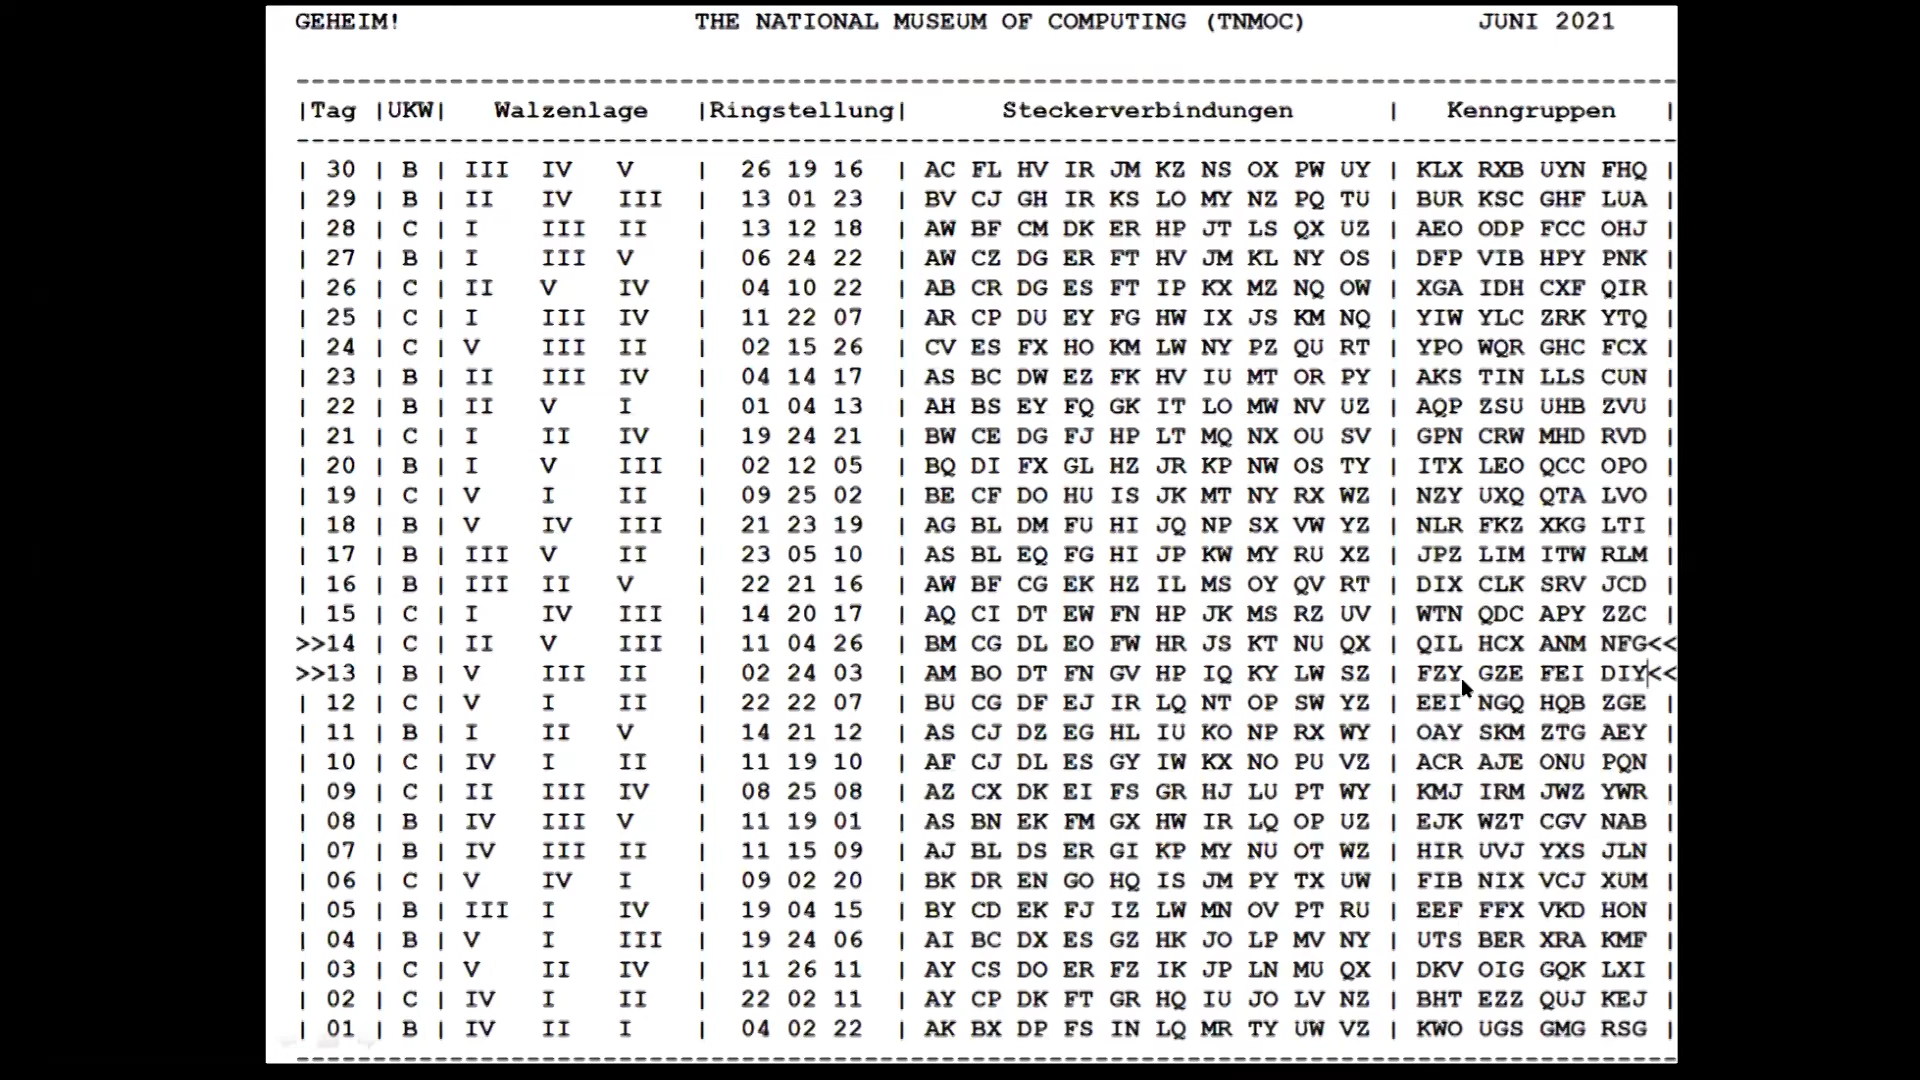 GEHEIM! THE NATIONAL MUSEUM OF COMPUTING (TNMOC) JUNI 2021
|Tag |UKW| Walzenlage |Ringstellung| Steckerverbindungen | Kenngruppen |
| 30 | B | III IV V | 26 19 16 | AC FL HV IR JM KZ NS OX PW UY | KLX RXB UYN FHQ |
| 29 | B | II IV III | 13 01 23 | BV CJ GH IR KS LO MY NZ PQ TU | BUR KSC GHF LUA |
| 28 | C | I III II | 13 12 18 | AW BF CM DK ER HP JT LS QX UZ | AEO ODP FCC OHJ |
| 27 | B | I III V | 06 24 22 | AW CZ DG ER FT HV JM KL NY OS | DFP VIB HPY PNK |
| 26 | C | II V IV | 04 10 22 | AB CR DG ES FT IP KX MZ NQ OW | XGA IDH CXF QIR |
| 25 | C | I III IV | 11 22 07 | AR CP DU EY FG HW IX JS KM NQ | YIW YLC ZRK YTQ |
| 24 | C | V III II | 02 15 26 | CV ES FX HO KM LW NY PZ QU RT | YPO WQR GHC FCX |
| 23 | B | II III IV | 04 14 17 | AS BC DW EZ FK HV IU MT OR PY | AKS TIN LLS CUN |
| 22 | B | II V I | 01 04 13 | AH BS EY FQ GK IT LO MW NV UZ | AQP ZSU UHB ZVU |
| 21 | C | I II IV | 19 24 21 | BW CE DG FJ HP LT MQ NX OU SV | GPN CRW MHD RVD |
| 20 | B | I V III | 02 12 05 | BQ DI FX GL HZ JR KP NW OS TY | ITX LEO QCC OPO |
| 19 | C | V I II | 09 25 02 | BE CF DO HU IS JK MT NY RX WZ | NZY UXQ QTA LVO |
| 18 | B | V IV III | 21 23 19 | AG BL DM FU HI JQ NP SX VW YZ | NLR FKZ XKG LTI |
| 17 | B | III V II | 23 05 10 | AS BL EQ FG HI JP KW MY RU XZ | JPZ LIM ITW RLM |
| 16 | B | III II V | 22 21 16 | AW BF CG EK HZ IL MS OY QV RT | DIX CLK SRV JCD |
| 15 | C | I IV III | 14 20 17 | AQ CI DT EW FN HP JK MS RZ UV | WTN QDC APY ZZC |
>>14 | C | II V III | 11 04 26 | BM CG DL EO FW HR JS KT NU QX | QIL HCX ANM NFG<<
>>13 | B | V III II | 02 24 03 | AM BO DT FN GV HP IQ KY LW SZ | FZY GZE FEI DIY<<
| 12 | C | V I II | 22 22 07 | BU CG DF EJ IR LQ NT OP SW YZ | EEI NGQ HQB ZGE |
| 11 | B | I II V | 14 21 12 | AS CJ DZ EG HL IU KO NP RX WY | OAY SKM ZTG AEY |
| 10 | C | IV I II | 11 19 10 | AF CJ DL ES GY IW KX NO PU VZ | ACR AJE ONU PQN |
| 09 | C | II III IV | 08 25 08 | AZ CX DK EI FS GR HJ LU PT WY | KMJ IRM JWZ YWR |
| 08 | B | IV III V | 11 19 01 | AS BN EK FM GX HW IR LQ OP UZ | EJK WZT CGV NAB |
| 07 | B | IV III II | 11 15 09 | AJ BL DS ER GI KP MY NU OT WZ | HIR UVJ YXS JLN |
| 06 | C | V IV I | 09 02 20 | BK DR EN GO HQ IS JM PY TX UW | FIB NIX VCJ XUM |
| 05 | B | III I IV | 19 04 15 | BY CD EK FJ IZ LW MN OV PT RU | EEF FFX VKD HON |
| 04 | B | V I III | 19 24 06 | AI BC DX ES GZ HK JO LP MV NY | UTS BER XRA KMF |
| 03 | C | V II IV | 11 26 11 | AY CS DO ER FZ IK JP LN MU QX | DKV OIG GQK LXI |
| 02 | C | IV I II | 22 02 11 | AY CP DK FT GR HQ IU JO LV NZ | BHT EZZ QUJ KEJ |
| 01 | B | IV II I | 04 02 22 | AK BX DP FS IN LQ MR TY UW VZ | KWO UGS GMG RSG |